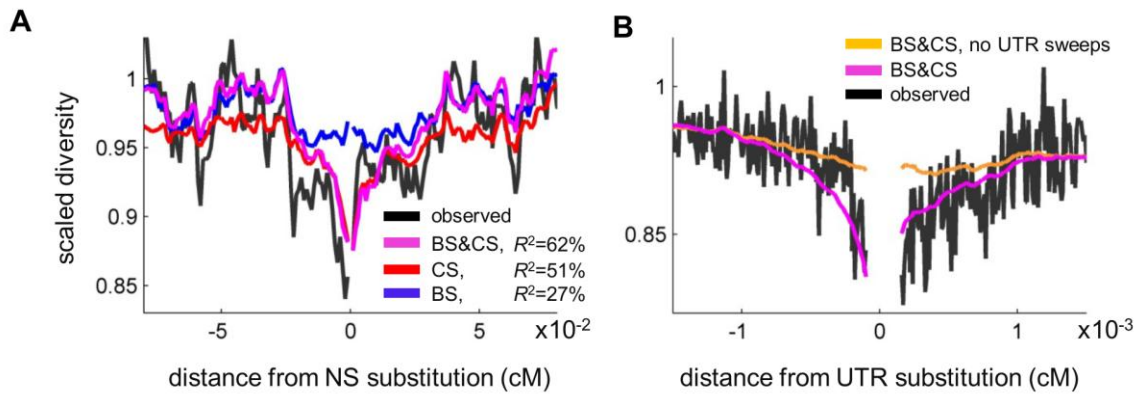 A
scaled diversity
1
0.95
0.9
0.85
observed
BS&CS, R²=62%
CS, R²=51%
BS, R²=27%
-5
0
5
x10⁻²
distance from NS substitution (cM)
B
BS&CS, no UTR sweeps
BS&CS
observed
1
0.85
-1
0
1
x10⁻³
distance from UTR substitution (cM)